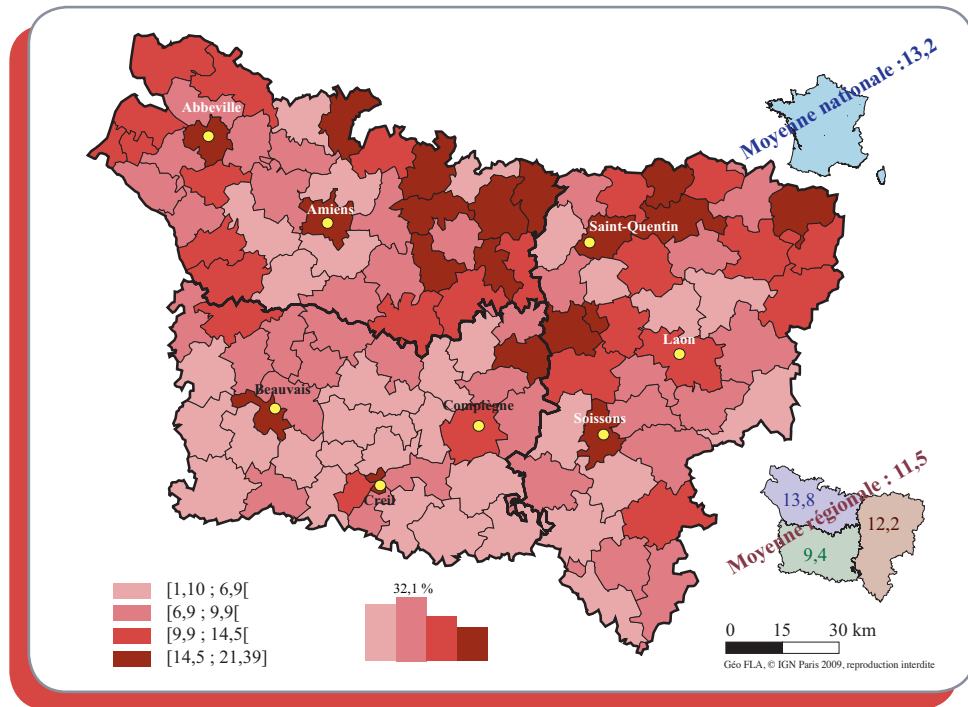 Moyenne nationale :13,2
Abbeville
Amiens
Saint-Quentin
Laon
Beauvais
Compiègne
Soissons
Creil
Moyenne régionale : 11,5
13,8
12,2
9,4
[1,10 ; 6,9[
[6,9 ; 9,9[
[9,9 ; 14,5[
[14,5 ; 21,39]
32,1 %
0 15 30 km
Géo FLA, © IGN Paris 2009, reproduction interdite